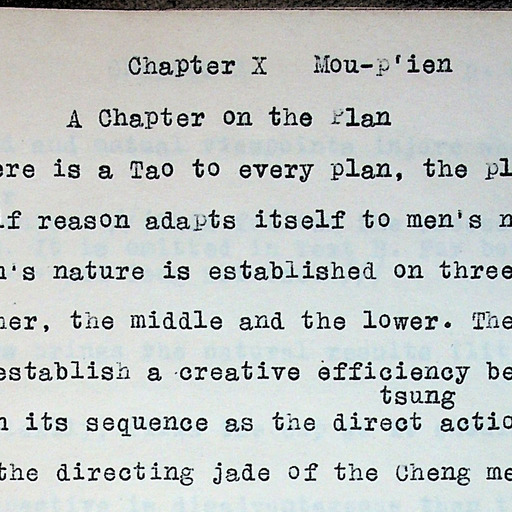 Chapter X Mou-p'ien
A Chapter on the Plan
ere is a Tao to every plan, the pl
lf reason adapts itself to men's n
n's nature is established on three
her, the middle and the lower. The
establish a creative efficiency be
tsung
n its sequence as the direct actio
the directing jade of the Cheng me